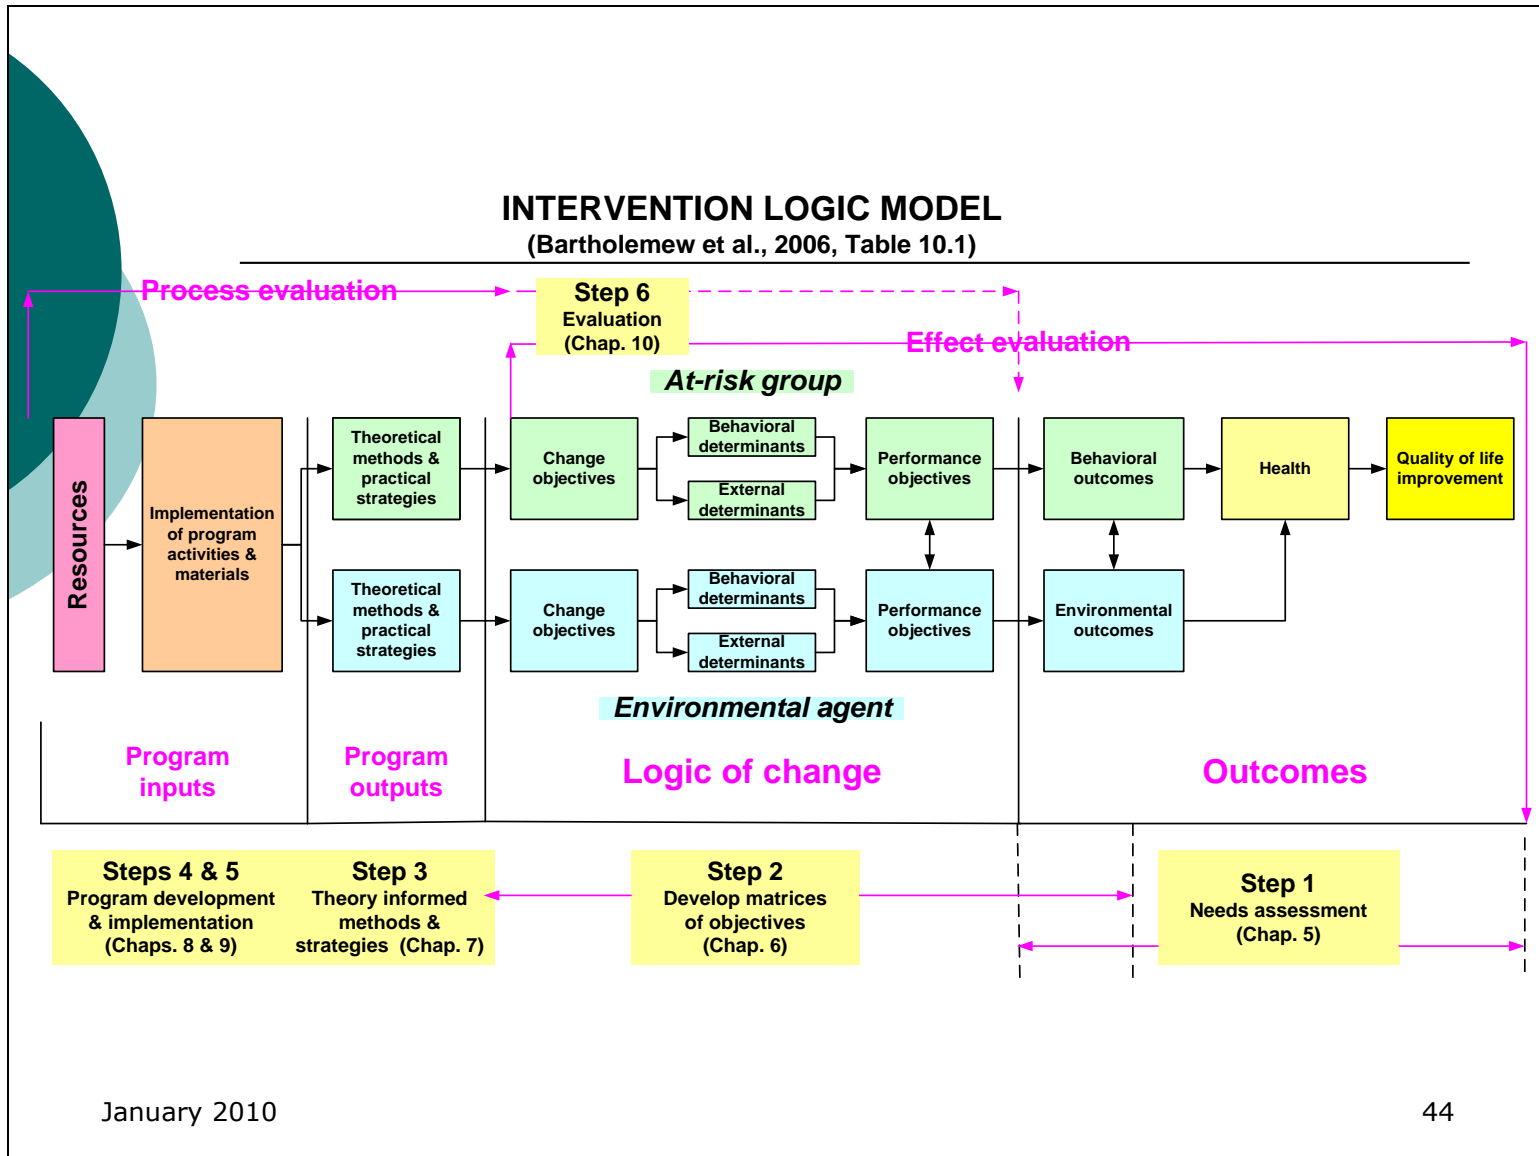 INTERVENTION LOGIC MODEL
(Bartholemew et al., 2006, Table 10.1)
Process evaluation
Step 6
Evaluation
(Chap. 10)
Effect evaluation
At-risk group
Resources
Implementation
of program
activities &
materials
Theoretical
methods &
practical
strategies
Change
objectives
Behavioral
determinants
External
determinants
Performance
objectives
Behavioral
outcomes
Health
Quality of life
improvement
Theoretical
methods &
practical
strategies
Change
objectives
Behavioral
determinants
External
determinants
Performance
objectives
Environmental
outcomes
Environmental agent
Program
inputs
Program
outputs
Logic of change
Outcomes
Steps 4 & 5
Program development
& implementation
(Chaps. 8 & 9)
Step 3
Theory informed
methods &
strategies (Chap. 7)
Step 2
Develop matrices
of objectives
(Chap. 6)
Step 1
Needs assessment
(Chap. 5)
January 2010
44